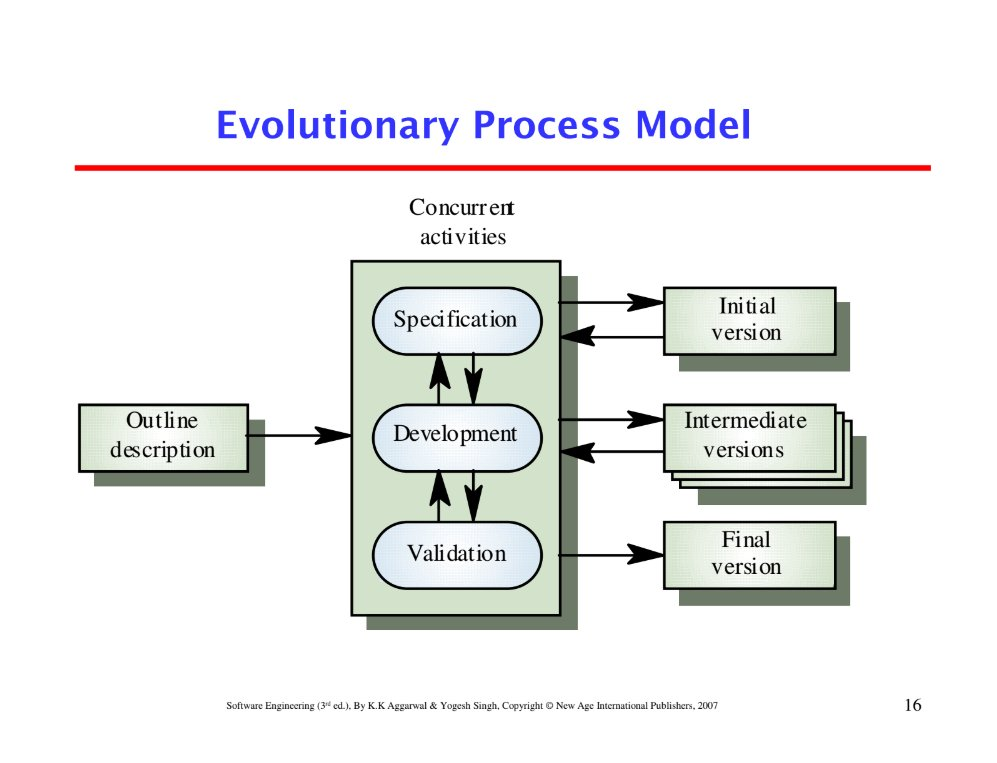 Evolutionary Process Model
Concurrent
activities
Specification
Initial
version
Outline
description
Development
Intermediate
versions
Validation
Final
version
Software Engineering (3rd ed.), By K.K Aggarwal & Yogesh Singh, Copyright © New Age International Publishers, 2007
16